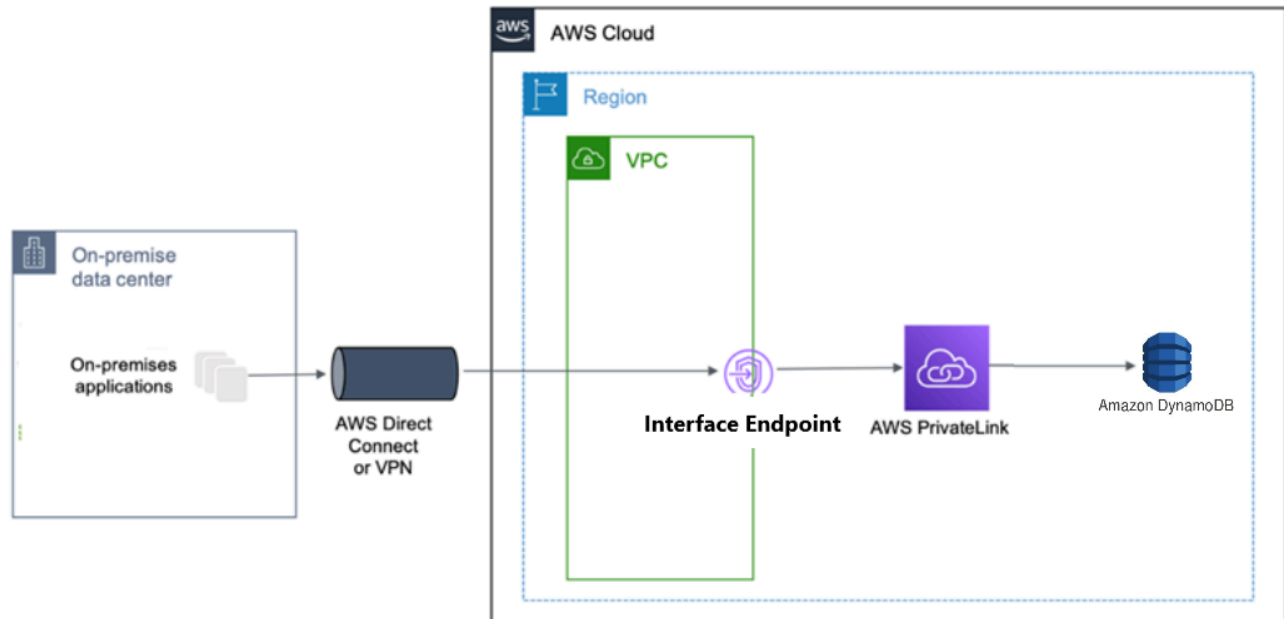 aws
AWS Cloud
Region
VPC
On-premise
data center
On-premises
applications
AWS Direct
Connect
or VPN
Interface Endpoint
AWS PrivateLink
Amazon DynamoDB